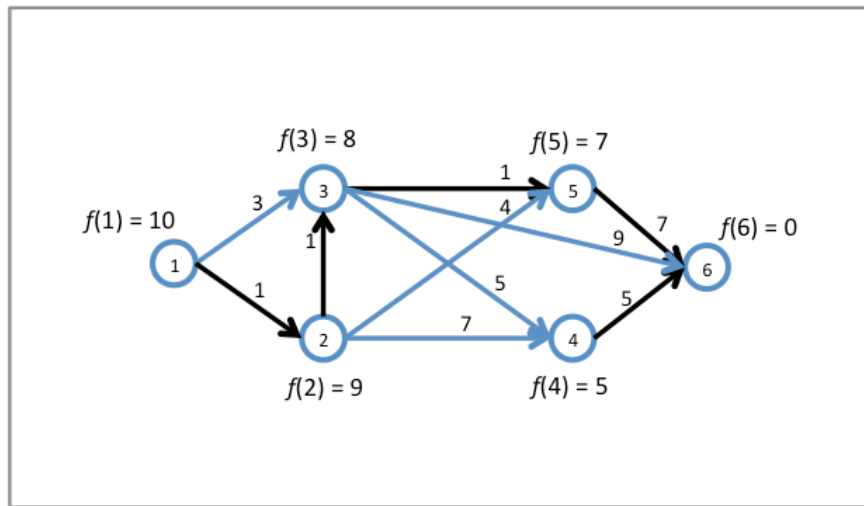 f(3) = 8
f(5) = 7
1
3
5
3
4
7
f(1) = 10
f(6) = 0
1
9
1
6
1
5
5
7
2
4
f(2) = 9
f(4) = 5